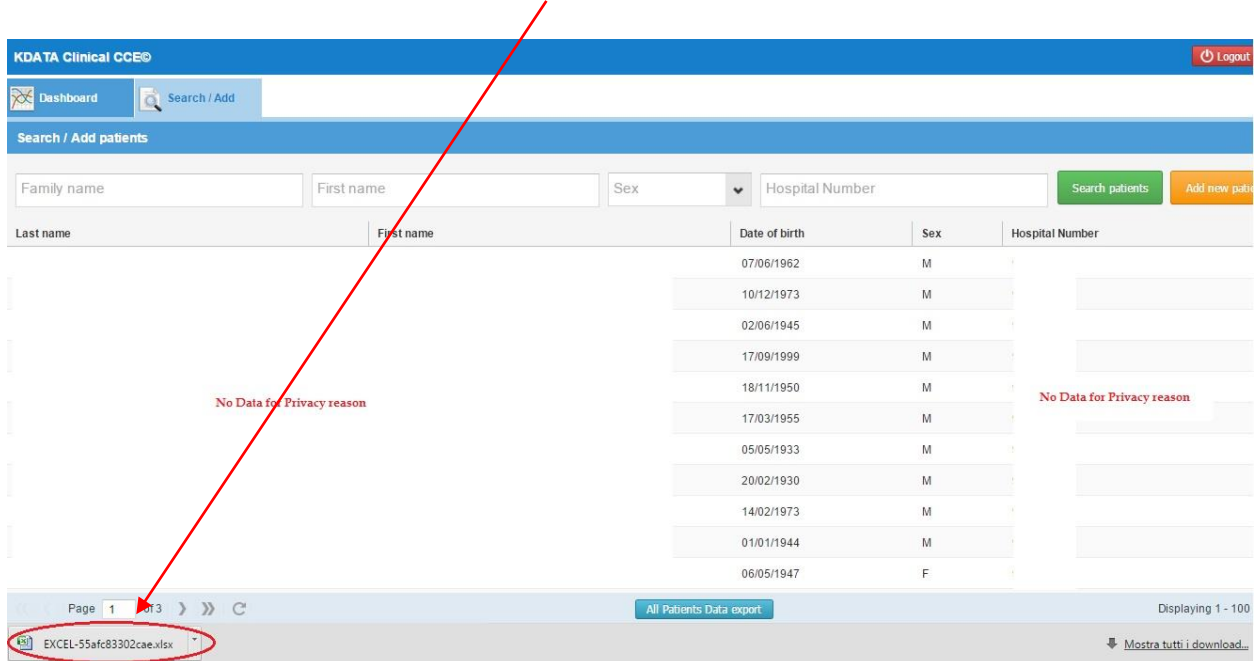 KDATA Clinical CCE©
Logout
Dashboard
Search / Add
Search / Add patients
Family name
First name
Sex
Hospital Number
Search patients
Add new
Last name
First name
Date of birth
Sex
Hospital Number
07/06/1962 M
10/12/1973 M
02/06/1945 M
17/09/1999 M
18/11/1950 M
No Data for Privacy reason
No Data for Privacy reason
17/03/1955 M
05/05/1933 M
20/02/1930 M
14/02/1973 M
01/01/1944 M
06/05/1947 F
Page 1 of 3
All Patients Data export
Displaying 1 - 100
EXCEL-55afc83302cae.xlsx
Mostra tutti i download...